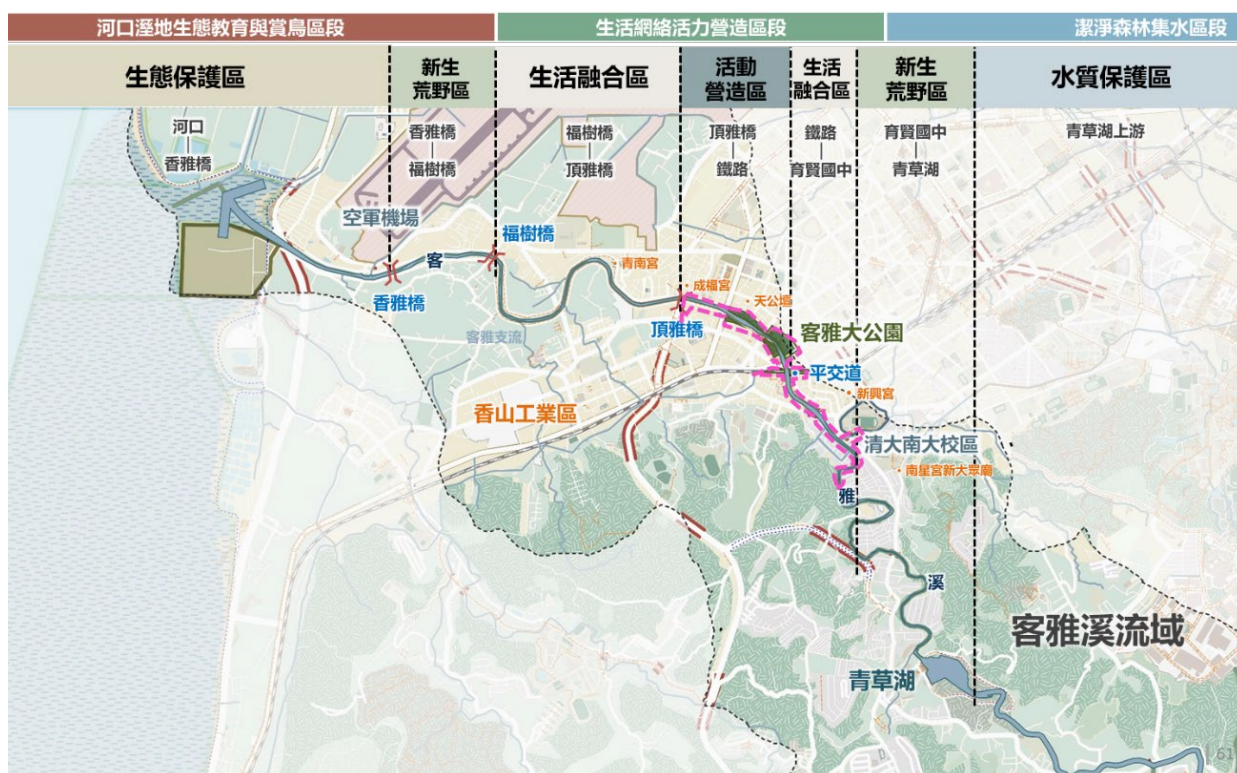 河口溼地生態教育與賞鳥區段
生活網絡活力營造區段
潔淨森林集水區段
生態保護區
新生
荒野區
生活融合區
活動
營造區
生活
融合區
新生
荒野區
水質保護區
河口
香雅橋
香雅橋
福樹橋
福樹橋
頂雅橋
頂雅橋
鐵路
鐵路
育賢國中
育賢國中
青草湖
青草湖上游
空軍機場
福樹橋
客
青南宮
香雅橋
成福宮
天公壇
頂雅橋
客雅大公園
客雅支流
平交道
新興宮
香山工業區
清大南大校區
南星宮新大眾廟
雅
溪
客雅溪流域
青草湖
61